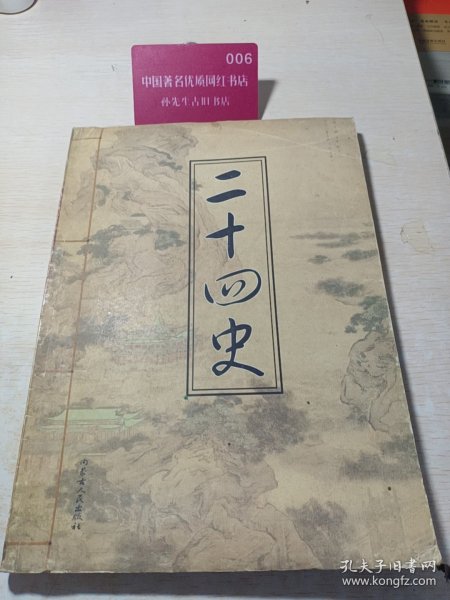 006
中国著名优质网红书店
孙先生古旧书店
二十四史
内蒙古人民出版社
孔夫子旧书网
www.kongfz.com